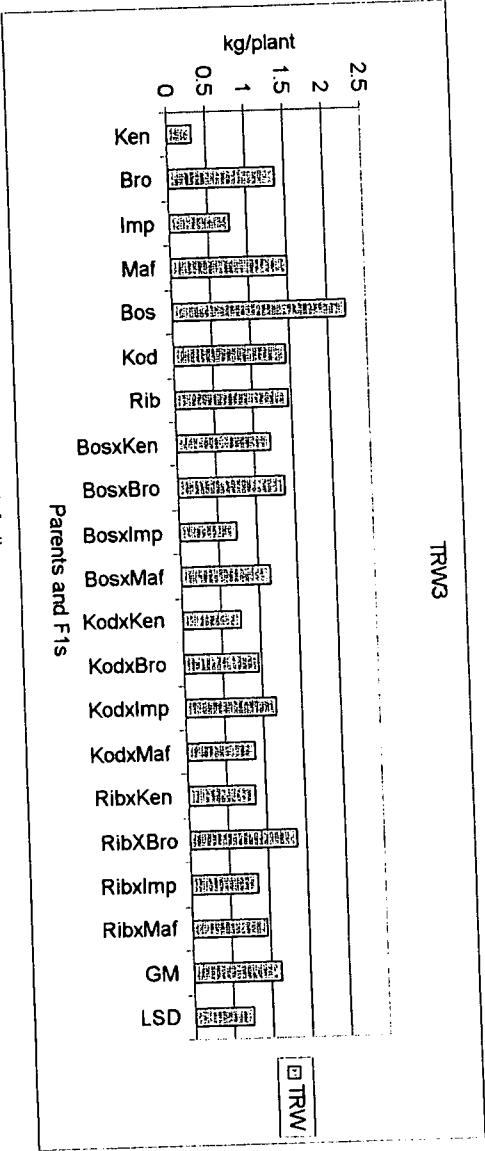 TRW3
kg/plant
2.5
2
1.5
1
0.5
0
Ken
Bro
Imp
Maf
Bos
Kod
Rib
BosxKen
BosxBro
BosxImp
BosxMaf
KodxKen
KodxBro
KodxImp
KodxMaf
RibxKen
RibXBro
RibxImp
RibxMaf
GM
LSD
Parents and F1s
TRW